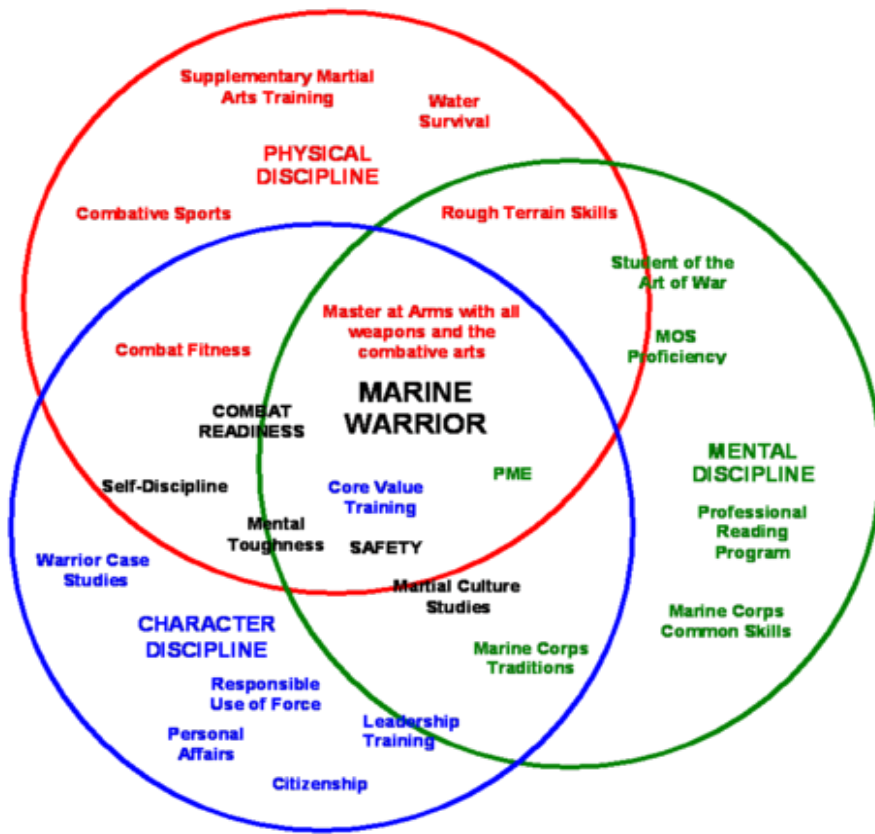 Supplementary Martial
Arts Training
Water
Survival
PHYSICAL
DISCIPLINE
Combative Sports
Rough Terrain Skills
Student of the
Art of War
Master at Arms with all
weapons and the
combative arts
MOS
Proficiency
Combat Fitness
MARINE
WARRIOR
COMBAT
READINESS
MENTAL
DISCIPLINE
PME
Self-Discipline
Core Value
Training
Professional
Reading
Program
Mental
Toughness
SAFETY
Warrior Case
Studies
Martial Culture
Studies
Marine Corps
Common Skills
CHARACTER
DISCIPLINE
Marine Corps
Traditions
Responsible
Use of Force
Leadership
Training
Personal
Affairs
Citizenship